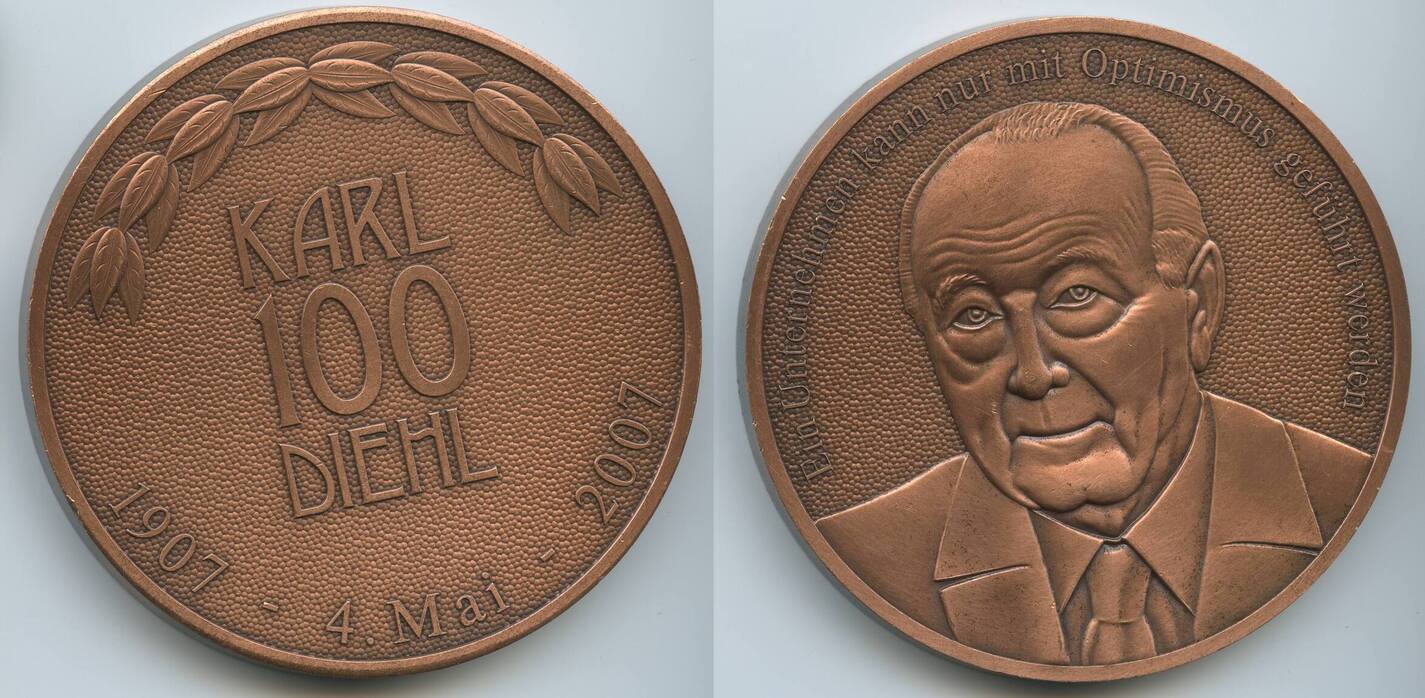 KARL
100
DIEHL
1907 - 4. Mai - 2007
Ein Unternehmen kann nur mit Optimismus geführt werden